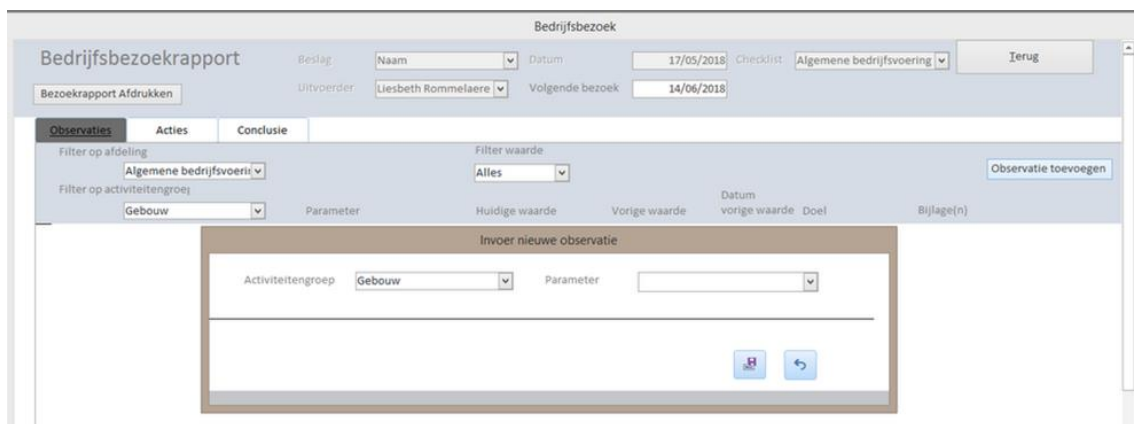 Bedrijfsbezoek
Bedrijfsbezoekrapport Beslag Naam Datum 17/05/2018 Checklist Algemene bedrijfsvoering Terug
Bezoekrapport Afdrukken Uitvoerder Liesbeth Rommelaere Volgende bezoek 14/06/2018
Observaties Acties Conclusie
Filter op afdeling Filter waarde
Algemene bedrijfsvoerir Alles Observatie toevoegen
Filter op activiteitengroep
Gebouw Parameter Huidige waarde Vorige waarde Datum vorige waarde Doel Bijlage(n)
Invoer nieuwe observatie
Activiteitengroep Gebouw Parameter